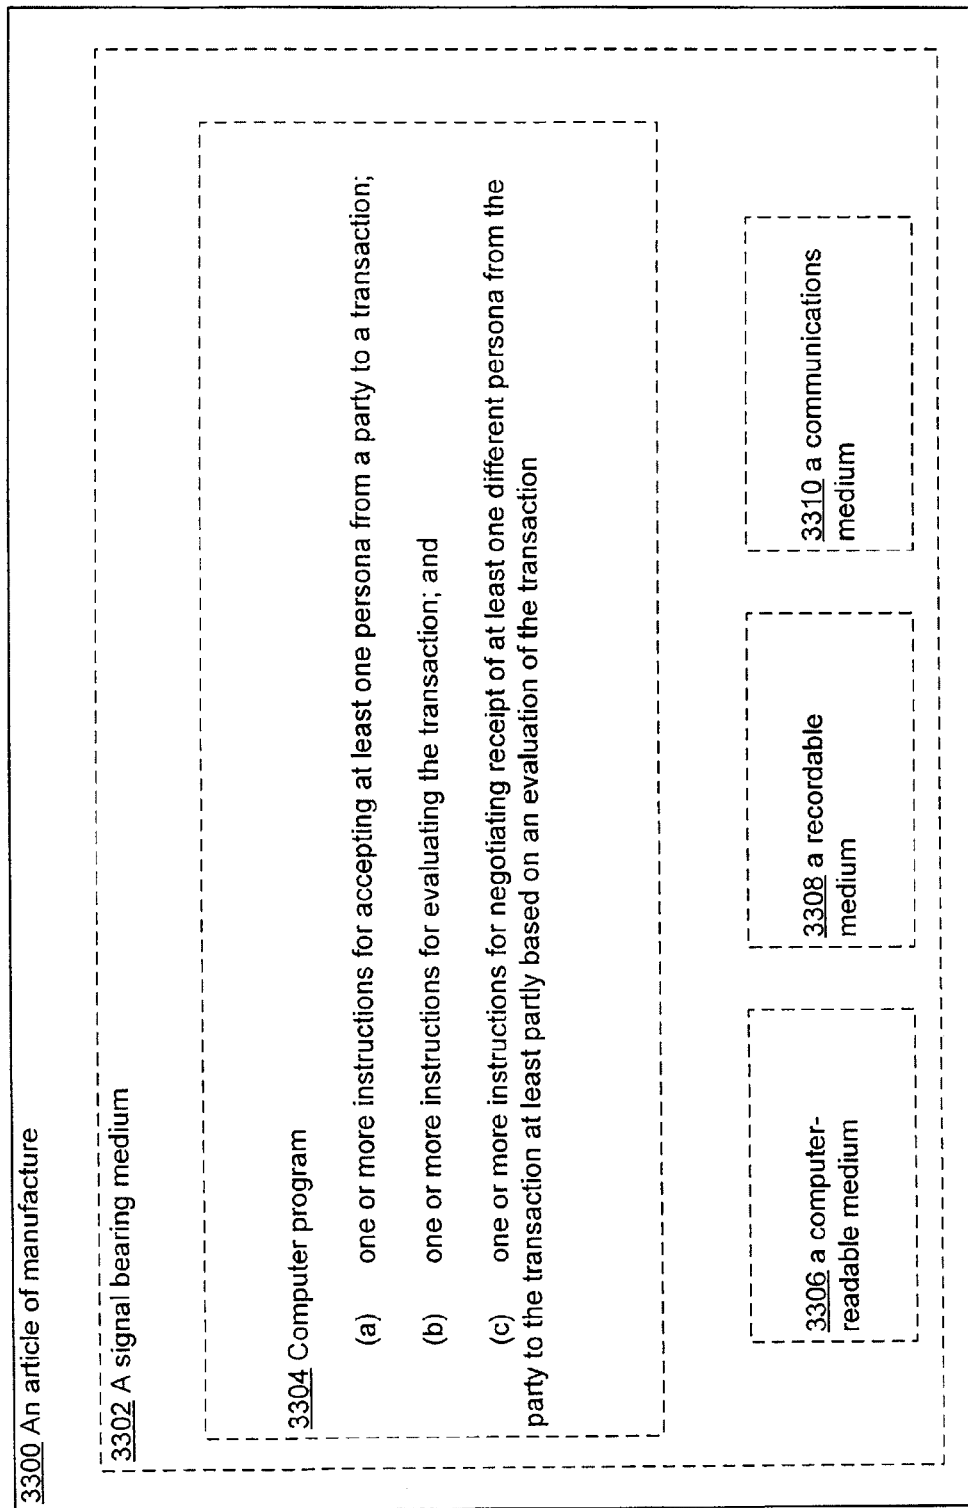 3300 An article of manufacture
3302 A signal bearing medium
3304 Computer program
(a) one or more instructions for accepting at least one persona from a party to a transaction;
(b) one or more instructions for evaluating the transaction; and
(c) one or more instructions for negotiating receipt of at least one different persona from the
party to the transaction at least partly based on an evaluation of the transaction
3306 a computer-
readable medium
3308 a recordable
medium
3310 a communications
medium